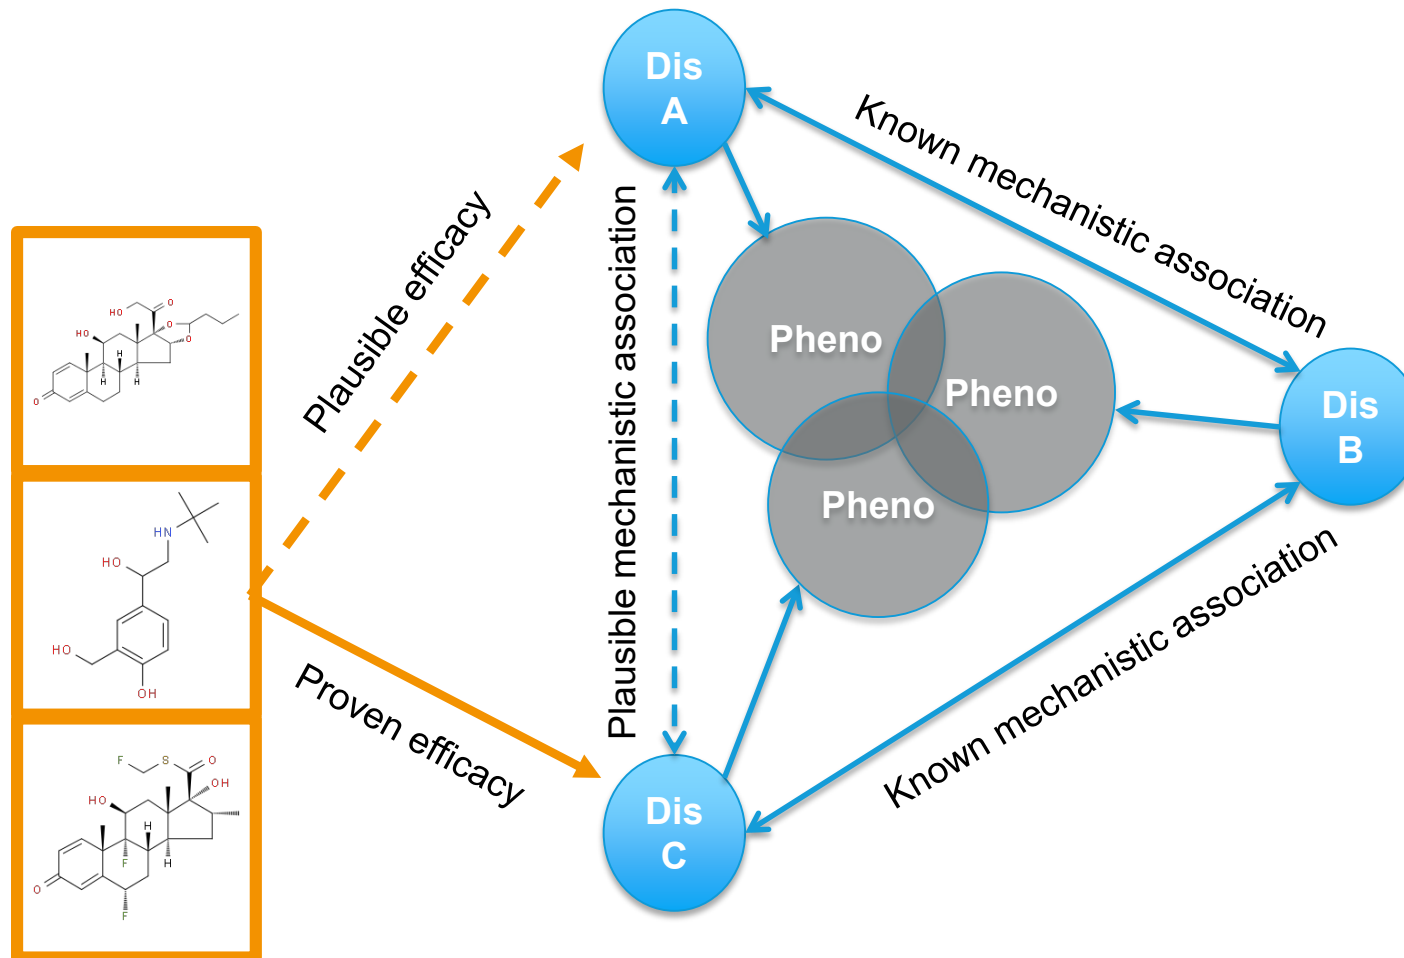 Dis
A
Known mechanistic association
Plausible efficacy
Plausible mechanistic association
Pheno
Pheno
Pheno
Dis
B
Known mechanistic association
Proven efficacy
Dis
C
HO
O
HO
O
O
H
H
H
O
HN
HO
HO
OH
F
S
O
OH
HO
H
F
H
O
F